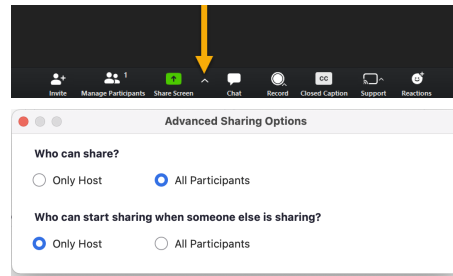 1
Invite Manage Participants Share Screen Chat Record Closed Caption Support Reactions
CC
Advanced Sharing Options
Who can share?
Only Host All Participants
Who can start sharing when someone else is sharing?
Only Host All Participants